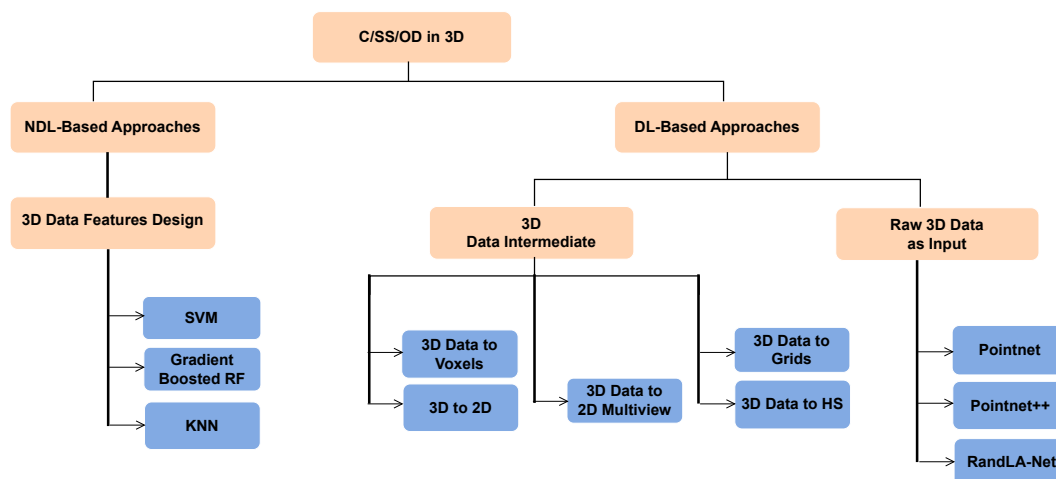 C/SS/OD in 3D
NDL-Based Approaches
DL-Based Approaches
3D Data Features Design
3D
Data Intermediate
Raw 3D Data
as Input
SVM
Gradient
Boosted RF
KNN
3D Data to
Voxels
3D to 2D
3D Data to
2D Multiview
3D Data to
Grids
3D Data to HS
Pointnet
Pointnet++
RandLA-Net